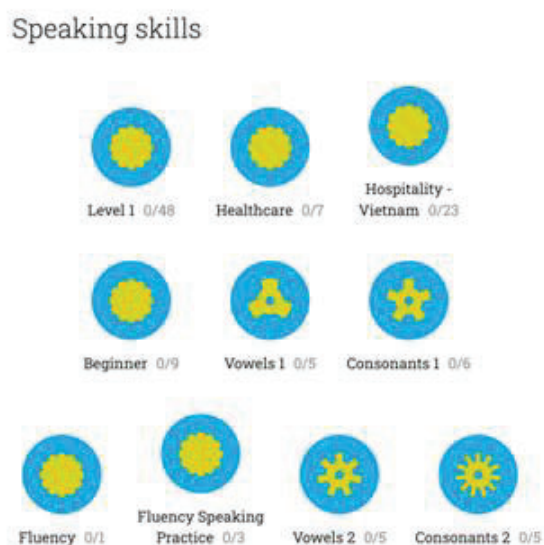 Speaking skills
Level 1 0/48
Healthcare 0/7
Hospitality -
Vietnam 0/23
Beginner 0/9
Vowels 1 0/5
Consonants 1 0/6
Fluency 0/1
Fluency Speaking
Practice 0/3
Vowels 2 0/5
Consonants 2 0/5